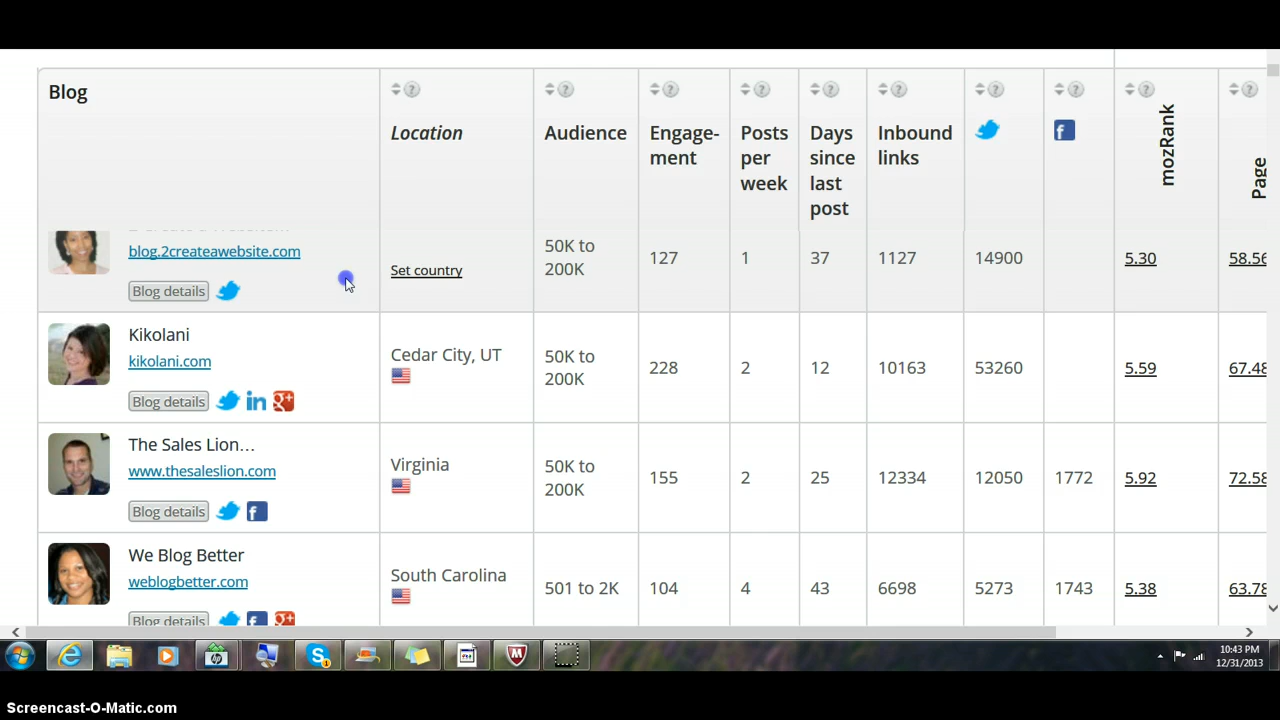 Blog
Location
Audience
Engage-
ment
Posts
per
week
Days
since
last
post
Inbound
links
mozRank
Page
blog.2createawebsite.com
Blog details
Set country
50K to
200K
127
1
37
1127
14900
5.30
58.56
Kikolani
kikolani.com
Blog details
Cedar City, UT
50K to
200K
228
2
12
10163
53260
5.59
67.48
The Sales Lion...
www.thesaleslion.com
Blog details
Virginia
50K to
200K
155
2
25
12334
12050
1772
5.92
72.58
We Blog Better
weblogbetter.com
Blog details
South Carolina
501 to 2K
104
4
43
6698
5273
1743
5.38
63.78
10:43 PM
12/31/2013
Screencast-O-Matic.com